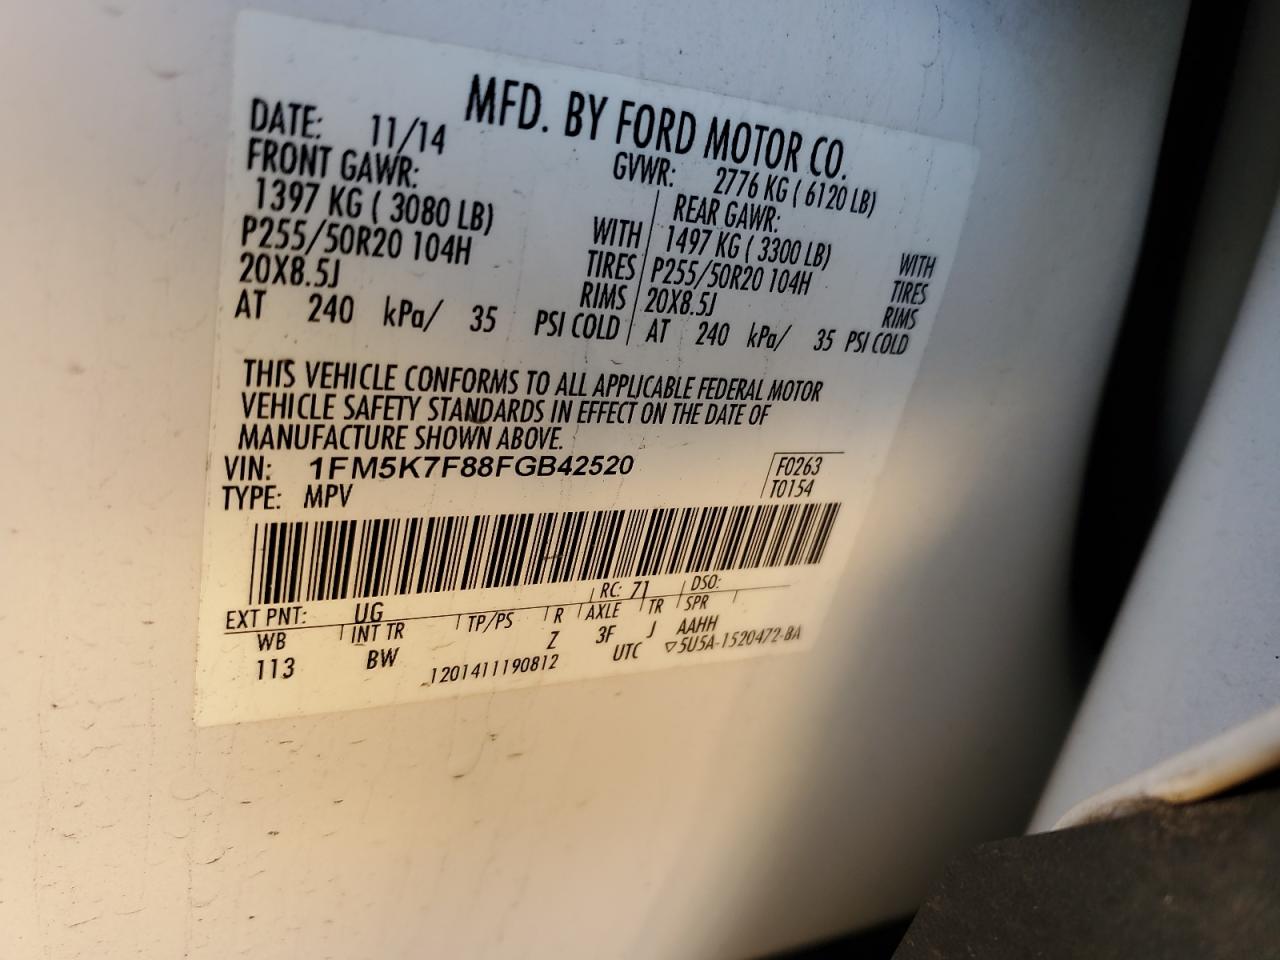 MFD. BY FORD MOTOR CO.
DATE: 11/14 GVWR: 2776 KG ( 6120 LB)
FRONT GAWR: REAR GAWR:
1397 KG ( 3080 LB) WITH 1497 KG ( 3300 LB) WITH
P255/50R20 104H TIRES P255/50R20 104H TIRES
20X8.5J RIMS 20X8.5J RIMS
AT 240 kPa/ 35 PSI COLD AT 240 kPa/ 35 PSI COLD
THIS VEHICLE CONFORMS TO ALL APPLICABLE FEDERAL MOTOR
VEHICLE SAFETY STANDARDS IN EFFECT ON THE DATE OF
MANUFACTURE SHOWN ABOVE.
VIN: 1FM5K7F88FGB42520 F0263
TYPE: MPV T0154
EXT PNT: UG RC: 71 DSO:
WB INT TR TP/PS R AXLE TR SPR
113 BW Z 3F J AAHH
1201411190812 UTC ▽5U5A-1520472-BA